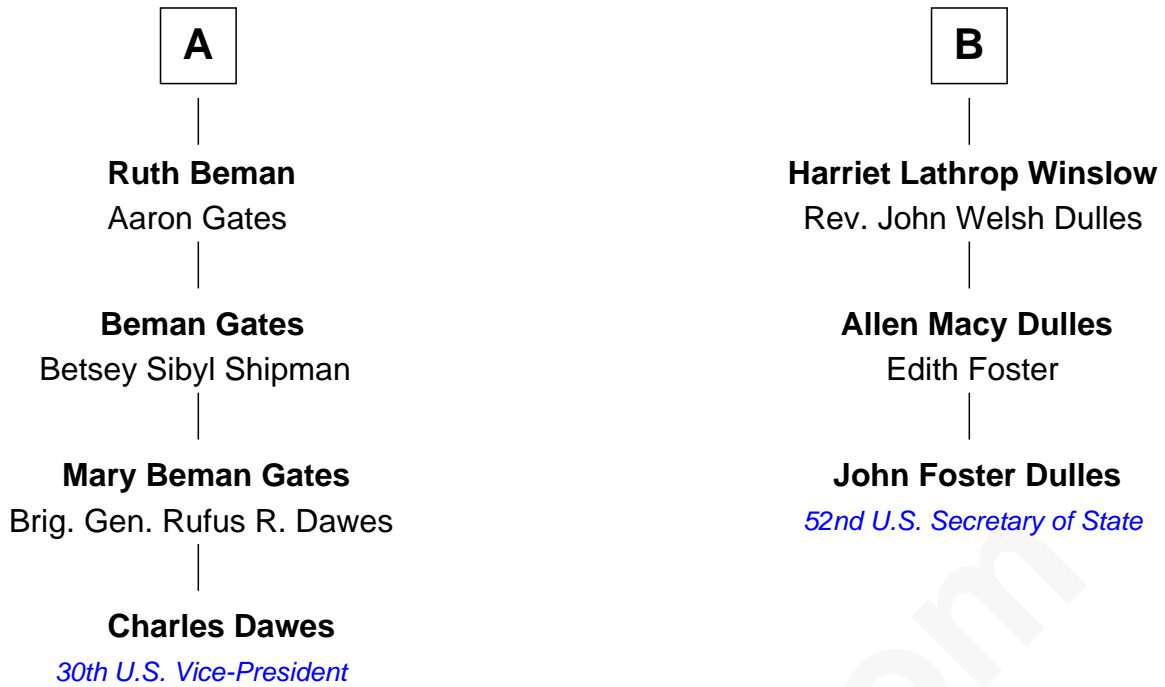 A
Ruth Beman
Aaron Gates
Beman Gates
Betsey Sibyl Shipman
Mary Beman Gates
Brig. Gen. Rufus R. Dawes
Charles Dawes
30th U.S. Vice-President
B
Harriet Lathrop Winslow
Rev. John Welsh Dulles
Allen Macy Dulles
Edith Foster
John Foster Dulles
52nd U.S. Secretary of State
om